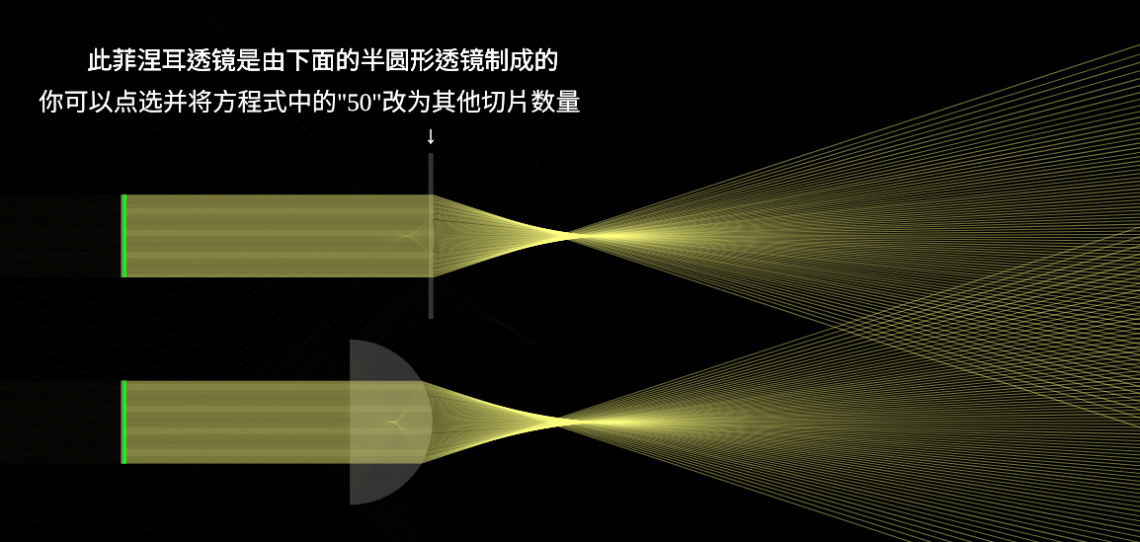 此菲涅耳透镜是由下面的半圆形透镜制成的
你可以点选并将方程式中的"50"改为其他切片数量
↓